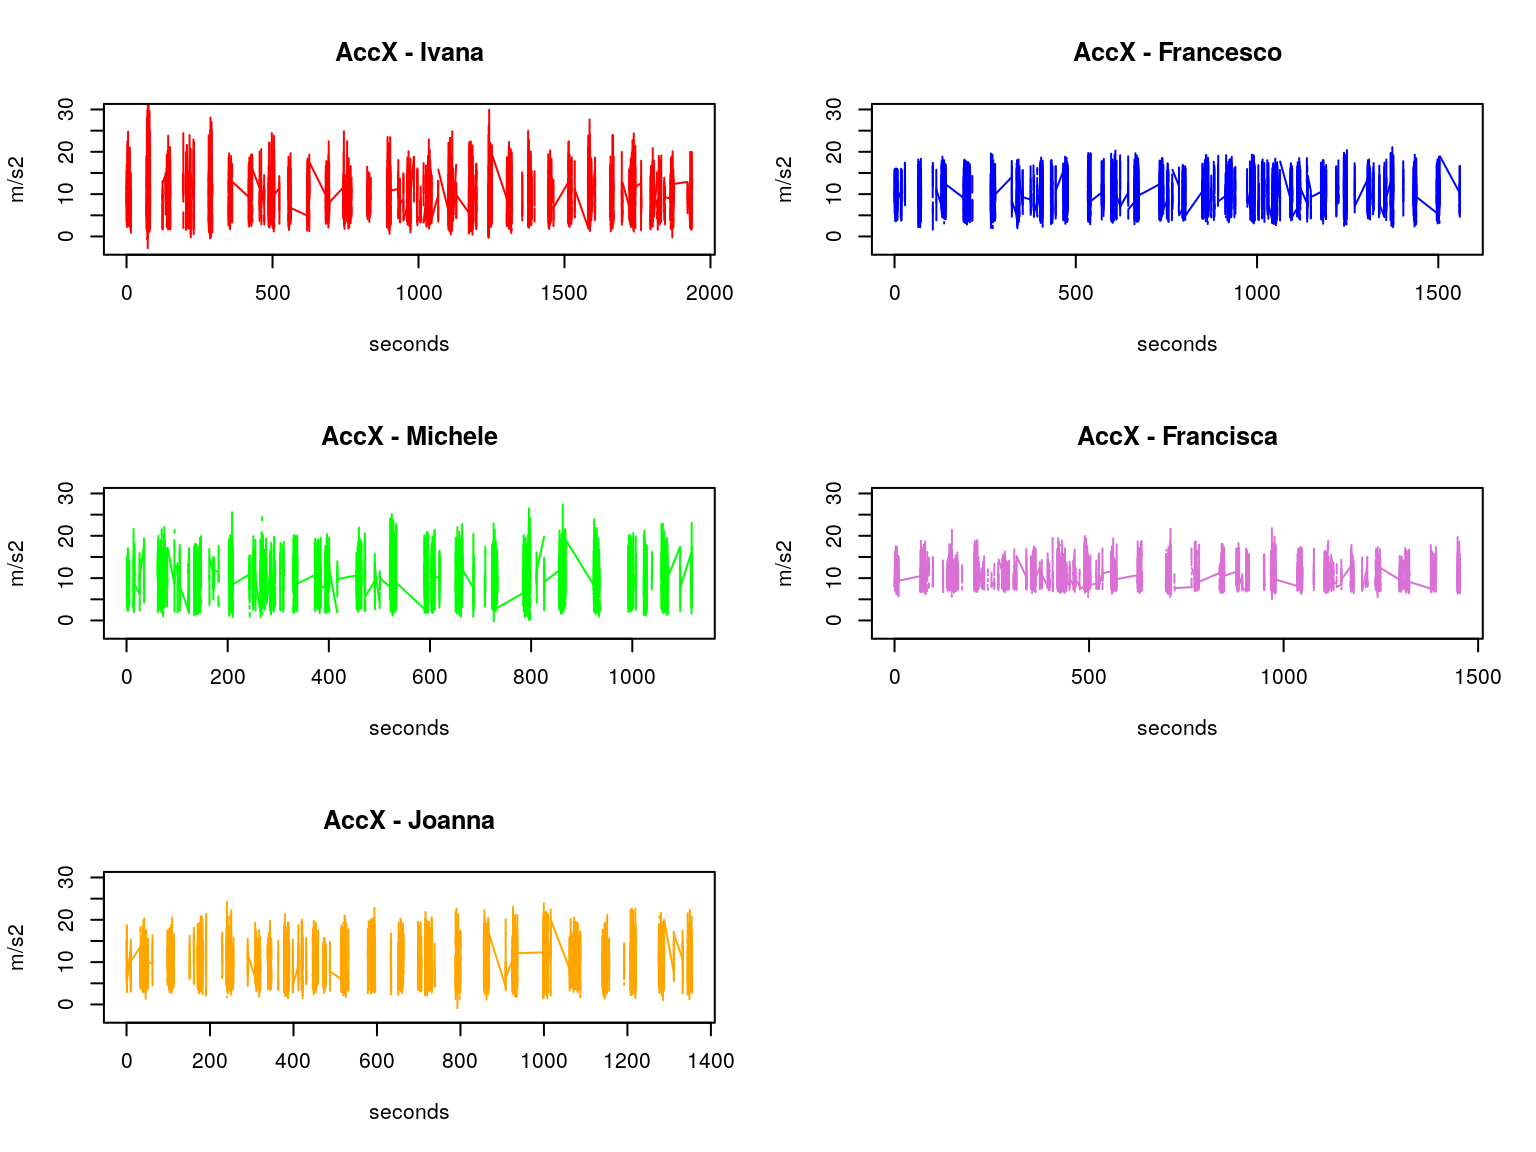 AccX - Ivana
m/s2
0 10 20 30
0 500 1000 1500 2000
seconds
AccX - Francesco
m/s2
0 10 20 30
0 500 1000 1500
seconds
AccX - Michele
m/s2
0 10 20 30
0 200 400 600 800 1000
seconds
AccX - Francisca
m/s2
0 10 20 30
0 500 1000 1500
seconds
AccX - Joanna
m/s2
0 10 20 30
0 200 400 600 800 1000 1200 1400
seconds